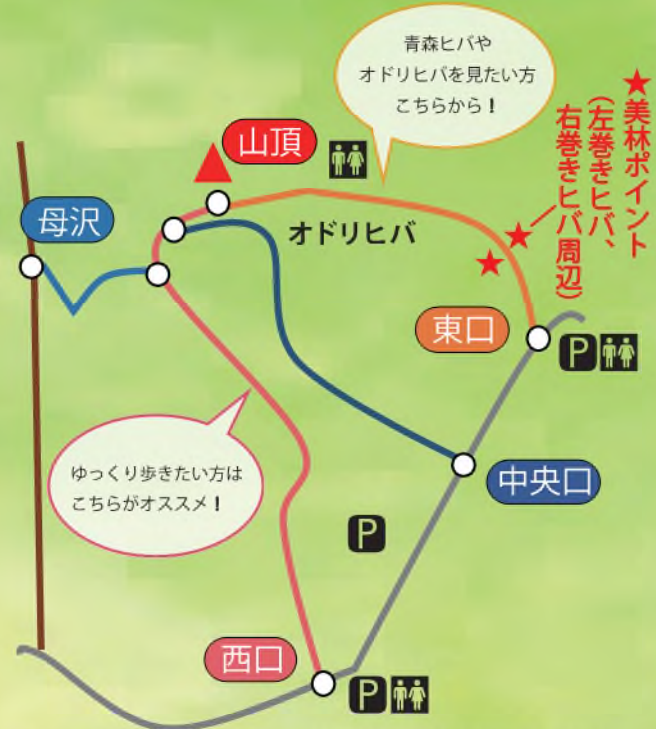 青森ヒバや
オドリヒバを見たい方
こちらから！
★美林ポイント
（左巻きヒバ、
右巻きヒバ周辺）
山頂
母沢
オドリヒバ
東口
P
ゆっくり歩きたい方は
こちらがオススメ！
中央口
P
西口
P